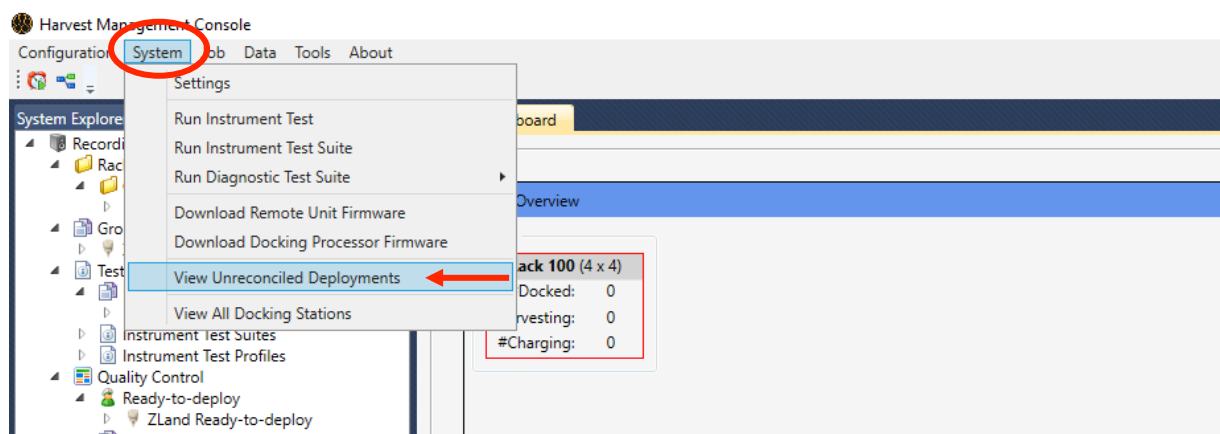 Harvest Management Console
Configuration System Job Data Tools About
System Explore
Settings
Run Instrument Test
Run Instrument Test Suite
Run Diagnostic Test Suite
Download Remote Unit Firmware
Download Docking Processor Firmware
View Unreconciled Deployments
View All Docking Stations
Recordi
Rac
Gro
Test
Instrument Test Suites
Instrument Test Profiles
Quality Control
Ready-to-deploy
ZLand Ready-to-deploy
board
Overview
ack 100 (4 x 4)
Docked: 0
rvesting: 0
#Charging: 0